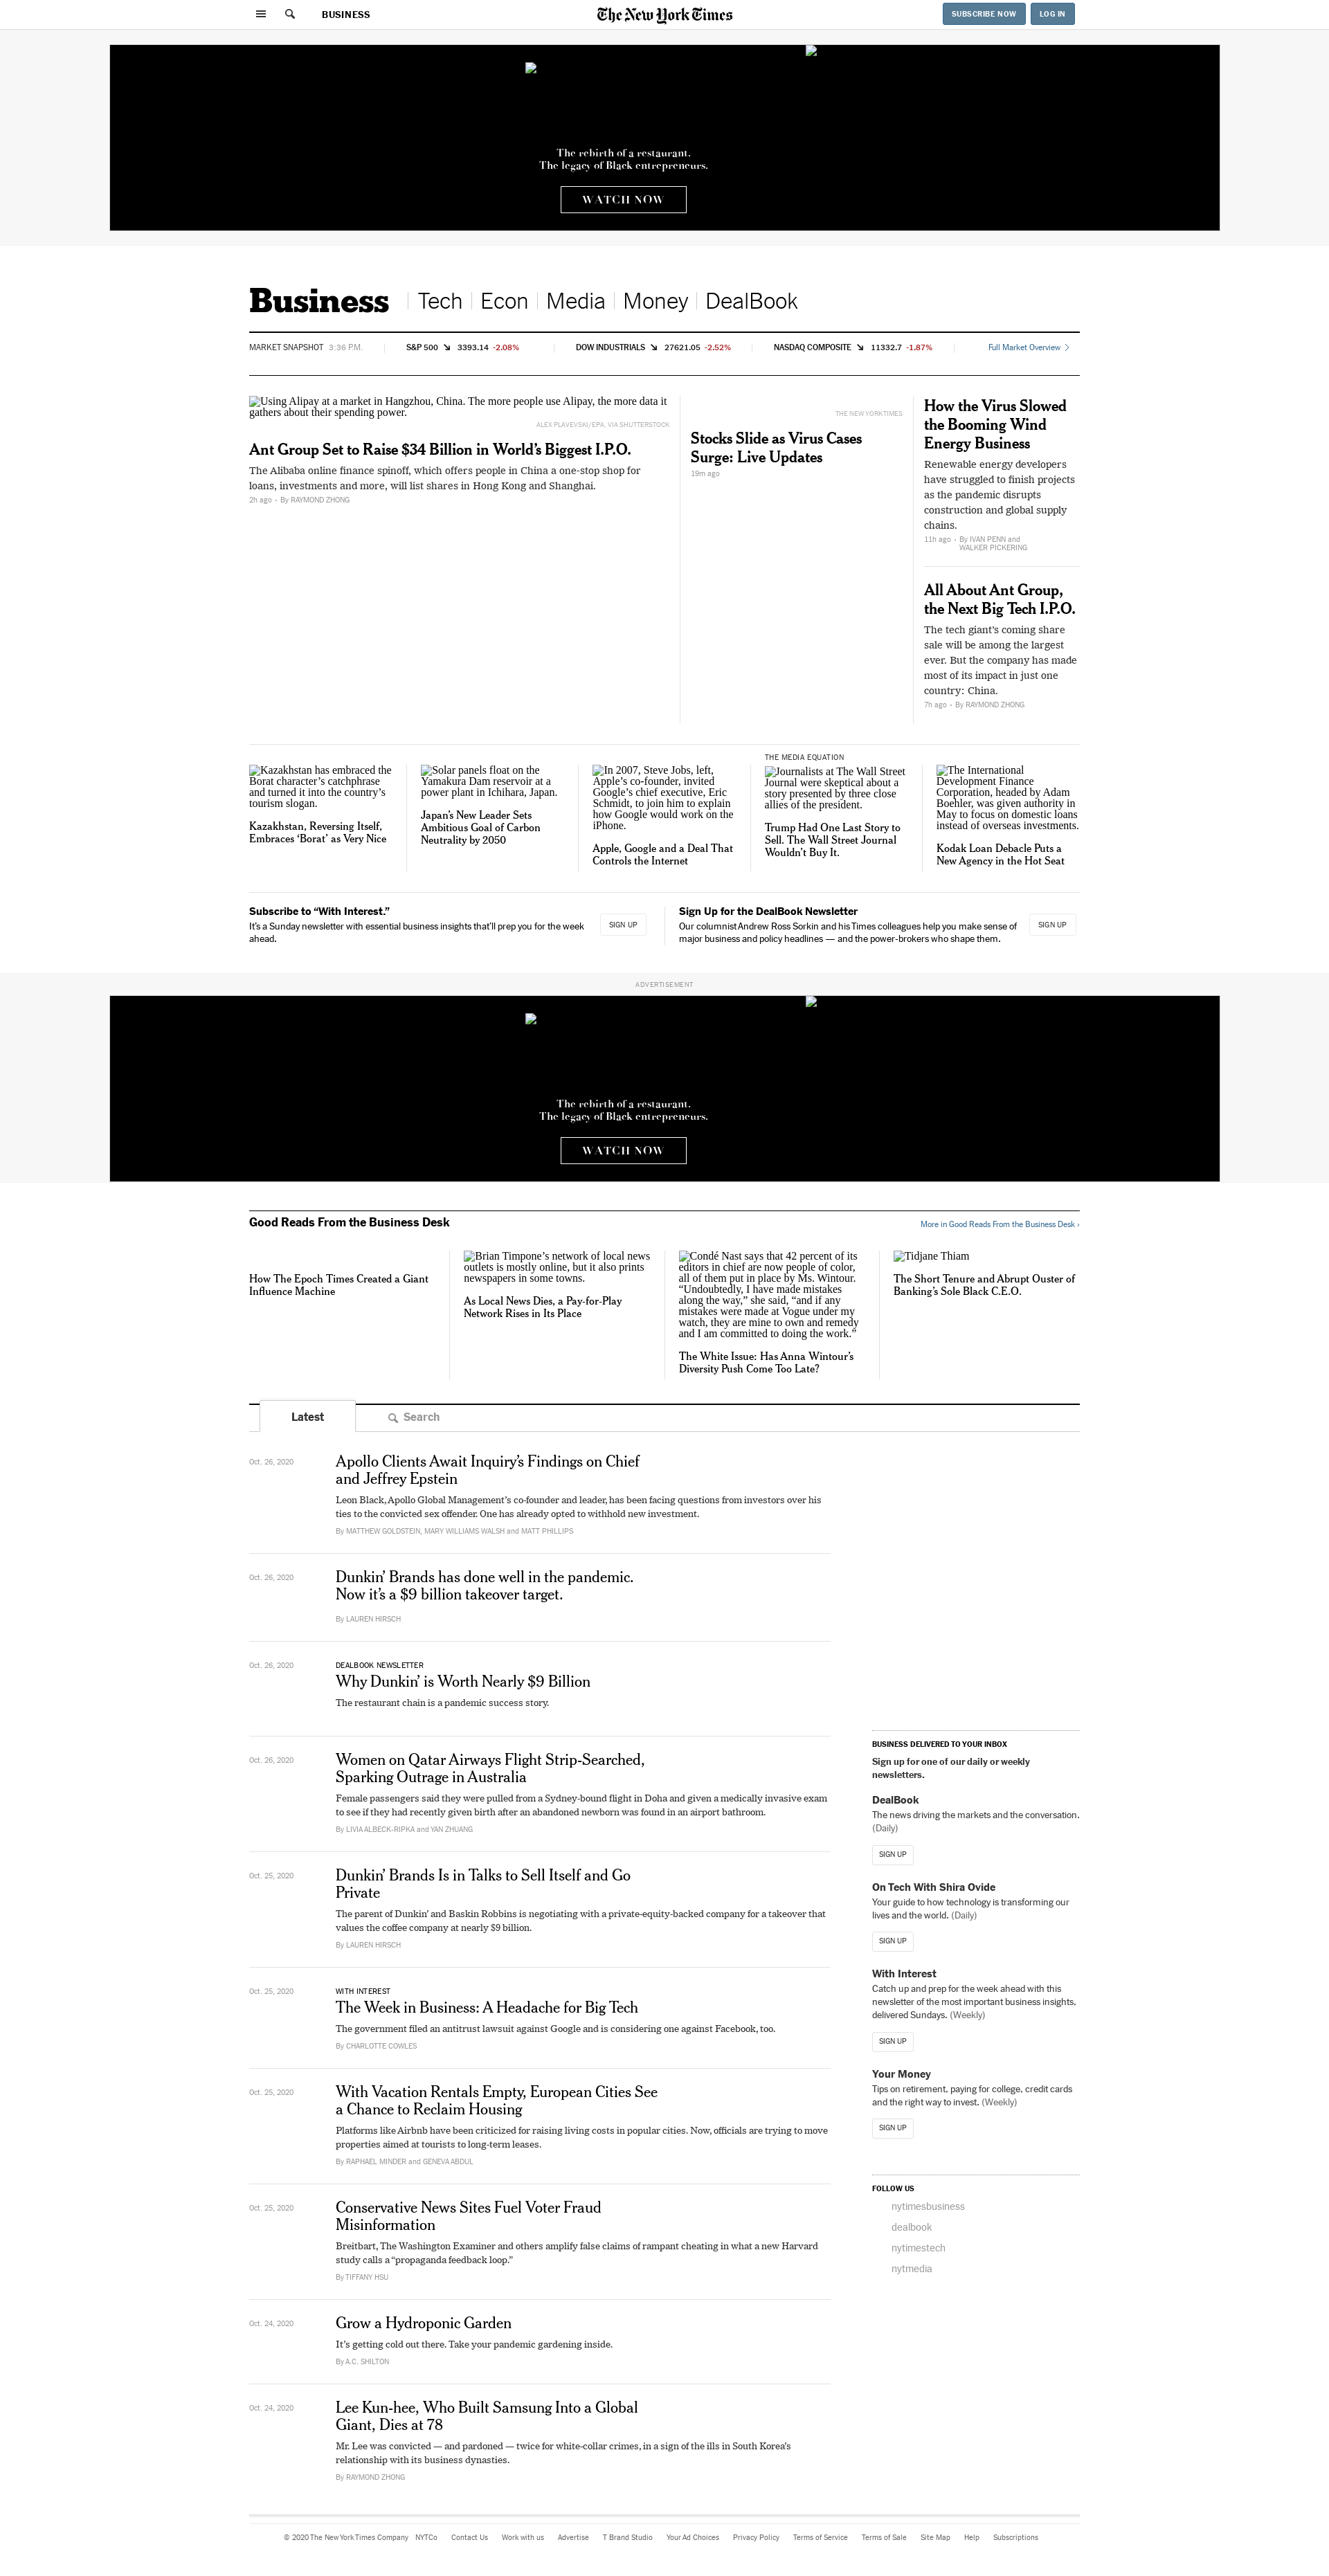 BUSINESS
The New York Times
SUBSCRIBE NOW
LOG IN
The rebirth of a restaurant.
The legacy of Black entrepreneurs.
WATCH NOW
Business
Tech
Econ
Media
Money
DealBook
MARKET SNAPSHOT 3:36 P.M.
S&P 500 3393.14 -2.08%
DOW INDUSTRIALS 27621.05 -2.52%
NASDAQ COMPOSITE 11332.7 -1.87%
Full Market Overview
Using Alipay at a market in Hangzhou, China. The more people use Alipay, the more data it
gathers about their spending power.
ALEX PLAVEVSKI/EPA, VIA SHUTTERSTOCK
Ant Group Set to Raise $34 Billion in World’s Biggest I.P.O.
The Alibaba online finance spinoff, which offers people in China a one-stop shop for
loans, investments and more, will list shares in Hong Kong and Shanghai.
2h ago • By RAYMOND ZHONG
THE NEW YORK TIMES
Stocks Slide as Virus Cases
Surge: Live Updates
19m ago
How the Virus Slowed
the Booming Wind
Energy Business
Renewable energy developers
have struggled to finish projects
as the pandemic disrupts
construction and global supply
chains.
11h ago • By IVAN PENN and
WALKER PICKERING
All About Ant Group,
the Next Big Tech I.P.O.
The tech giant’s coming share
sale will be among the largest
ever. But the company has made
most of its impact in just one
country: China.
7h ago • By RAYMOND ZHONG
Kazakhstan has embraced the
Borat character’s catchphrase
and turned it into the country’s
tourism slogan.
Kazakhstan, Reversing Itself,
Embraces ‘Borat’ as Very Nice
Solar panels float on the
Yamakura Dam reservoir at a
power plant in Ichihara, Japan.
Japan’s New Leader Sets
Ambitious Goal of Carbon
Neutrality by 2050
In 2007, Steve Jobs, left,
Apple’s co-founder, invited
Google’s chief executive, Eric
Schmidt, to join him to explain
how Google would work on the
iPhone.
Apple, Google and a Deal That
Controls the Internet
THE MEDIA EQUATION
Journalists at The Wall Street
Journal were skeptical about a
story presented by three close
allies of the president.
Trump Had One Last Story to
Sell. The Wall Street Journal
Wouldn’t Buy It.
The International
Development Finance
Corporation, headed by Adam
Boehler, was given authority in
May to focus on domestic loans
instead of overseas investments.
Kodak Loan Debacle Puts a
New Agency in the Hot Seat
Subscribe to “With Interest.”
It’s a Sunday newsletter with essential business insights that’ll prep you for the week
ahead.
SIGN UP
Sign Up for the DealBook Newsletter
Our columnist Andrew Ross Sorkin and his Times colleagues help you make sense of
major business and policy headlines — and the power-brokers who shape them.
SIGN UP
ADVERTISEMENT
The rebirth of a restaurant.
The legacy of Black entrepreneurs.
WATCH NOW
Good Reads From the Business Desk
More in Good Reads From the Business Desk ›
How The Epoch Times Created a Giant
Influence Machine
Brian Timpone’s network of local news
outlets is mostly online, but it also prints
newspapers in some towns.
As Local News Dies, a Pay-for-Play
Network Rises in Its Place
Condé Nast says that 42 percent of its
editors in chief are now people of color,
all of them put in place by Ms. Wintour.
“Undoubtedly, I have made mistakes
along the way,” she said, “and if any
mistakes were made at Vogue under my
watch, they are mine to own and remedy
and I am committed to doing the work.”
The White Issue: Has Anna Wintour’s
Diversity Push Come Too Late?
Tidjane Thiam
The Short Tenure and Abrupt Ouster of
Banking’s Sole Black C.E.O.
Latest
Search
Oct. 26, 2020
Apollo Clients Await Inquiry’s Findings on Chief
and Jeffrey Epstein
Leon Black, Apollo Global Management’s co-founder and leader, has been facing questions from investors over his
ties to the convicted sex offender. One has already opted to withhold new investment.
By MATTHEW GOLDSTEIN, MARY WILLIAMS WALSH and MATT PHILLIPS
Oct. 26, 2020
Dunkin’ Brands has done well in the pandemic.
Now it’s a $9 billion takeover target.
By LAUREN HIRSCH
Oct. 26, 2020
DEALBOOK NEWSLETTER
Why Dunkin’ is Worth Nearly $9 Billion
The restaurant chain is a pandemic success story.
Oct. 26, 2020
Women on Qatar Airways Flight Strip-Searched,
Sparking Outrage in Australia
Female passengers said they were pulled from a Sydney-bound flight in Doha and given a medically invasive exam
to see if they had recently given birth after an abandoned newborn was found in an airport bathroom.
By LIVIA ALBECK-RIPKA and YAN ZHUANG
Oct. 25, 2020
Dunkin’ Brands Is in Talks to Sell Itself and Go
Private
The parent of Dunkin’ and Baskin Robbins is negotiating with a private-equity-backed company for a takeover that
values the coffee company at nearly $9 billion.
By LAUREN HIRSCH
Oct. 25, 2020
WITH INTEREST
The Week in Business: A Headache for Big Tech
The government filed an antitrust lawsuit against Google and is considering one against Facebook, too.
By CHARLOTTE COWLES
Oct. 25, 2020
With Vacation Rentals Empty, European Cities See
a Chance to Reclaim Housing
Platforms like Airbnb have been criticized for raising living costs in popular cities. Now, officials are trying to move
properties aimed at tourists to long-term leases.
By RAPHAEL MINDER and GENEVA ABDUL
Oct. 25, 2020
Conservative News Sites Fuel Voter Fraud
Misinformation
Breitbart, The Washington Examiner and others amplify false claims of rampant cheating in what a new Harvard
study calls a “propaganda feedback loop.”
By TIFFANY HSU
Oct. 24, 2020
Grow a Hydroponic Garden
It’s getting cold out there. Take your pandemic gardening inside.
By A.C. SHILTON
Oct. 24, 2020
Lee Kun-hee, Who Built Samsung Into a Global
Giant, Dies at 78
Mr. Lee was convicted — and pardoned — twice for white-collar crimes, in a sign of the ills in South Korea’s
relationship with its business dynasties.
By RAYMOND ZHONG
BUSINESS DELIVERED TO YOUR INBOX
Sign up for one of our daily or weekly
newsletters.
DealBook
The news driving the markets and the conversation.
(Daily)
SIGN UP
On Tech With Shira Ovide
Your guide to how technology is transforming our
lives and the world. (Daily)
SIGN UP
With Interest
Catch up and prep for the week ahead with this
newsletter of the most important business insights,
delivered Sundays. (Weekly)
SIGN UP
Your Money
Tips on retirement, paying for college, credit cards
and the right way to invest. (Weekly)
SIGN UP
FOLLOW US
nytimesbusiness
dealbook
nytimestech
nytmedia
© 2020 The New York Times Company NYTCo Contact Us Work with us Advertise T Brand Studio Your Ad Choices Privacy Policy Terms of Service Terms of Sale Site Map Help Subscriptions